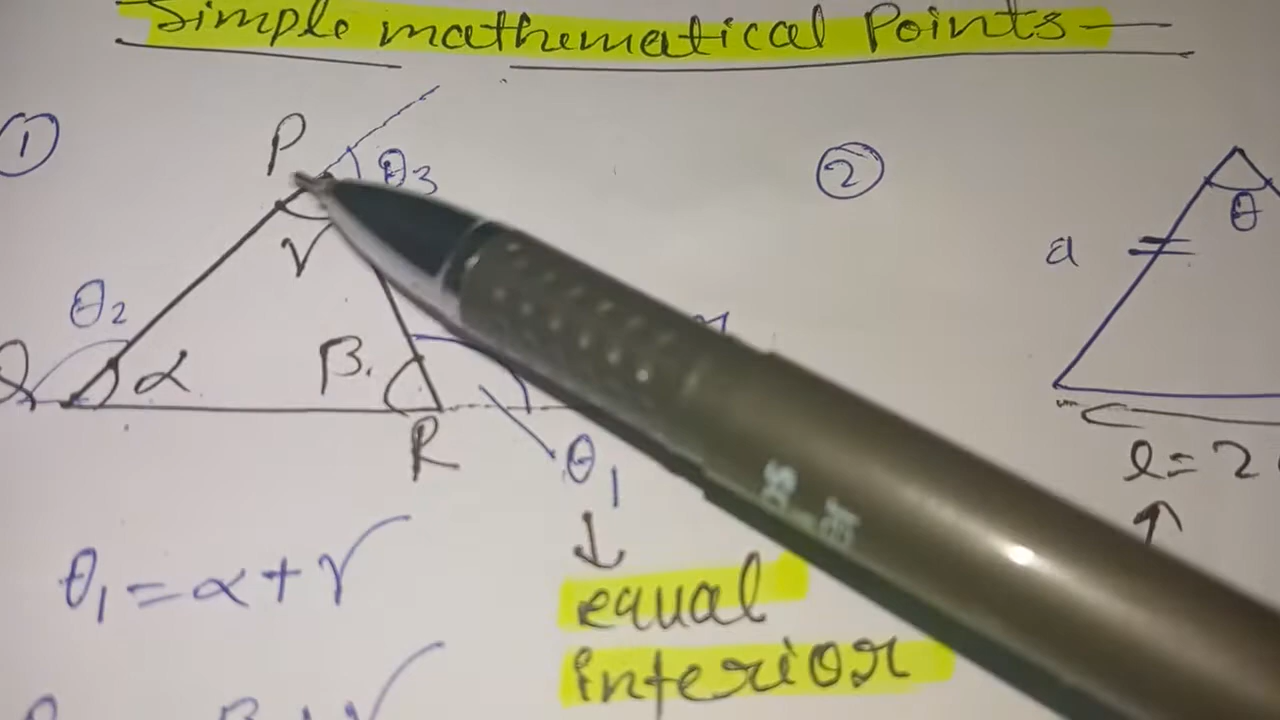 Simple mathematical Points
①
P
θ3
γ
θ2
Q
α
β
R
θ1
②
θ
a
l = 2
↓
↑
θ1 = α + γ
equal
interior
β + γ